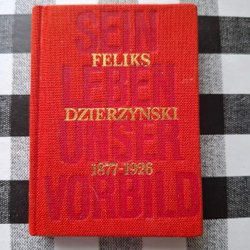 SEIN
FELIKS
LEBEN
DZIERZYNSKI
UNSER
1877-1926
VORBILD